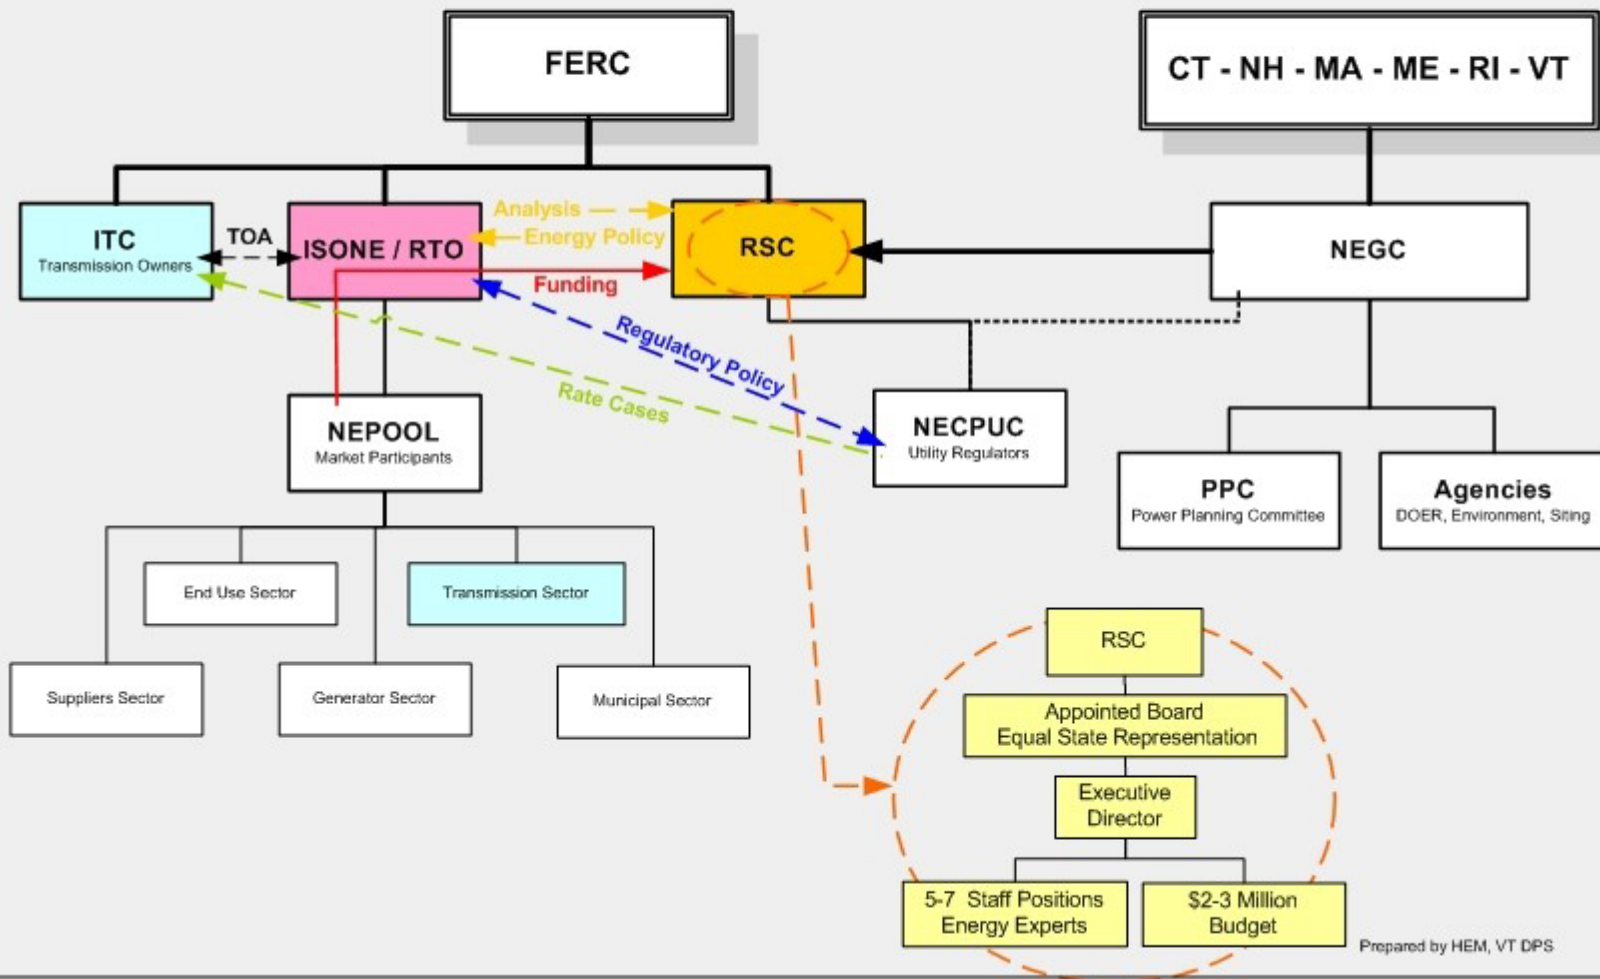 FERC
CT - NH - MA - ME - RI - VT
ITC
Transmission Owners
TOA
ISONE / RTO
Analysis
Energy Policy
Funding
RSC
NEGC
Regulatory Policy
Rate Cases
NEPOOL
Market Participants
NECPUC
Utility Regulators
PPC
Power Planning Committee
Agencies
DOER, Environment, Siting
End Use Sector
Transmission Sector
Suppliers Sector
Generator Sector
Municipal Sector
RSC
Appointed Board
Equal State Representation
Executive
Director
5-7 Staff Positions
Energy Experts
$2-3 Million
Budget
Prepared by HEM, VT DPS